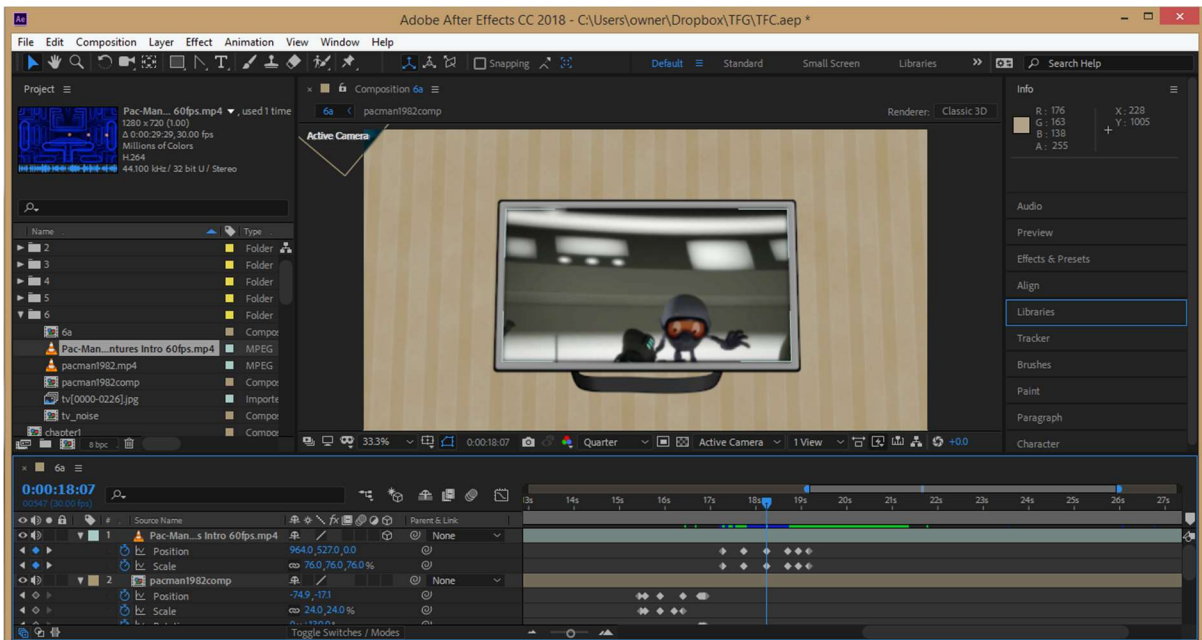 Ae Adobe After Effects CC 2018 - C:\Users\owner\Dropbox\TFG\TFC.aep *
File Edit Composition Layer Effect Animation View Window Help
Snapping Default Standard Small Screen Libraries Search Help
Project
Pac-Man... 60fps.mp4 , used 1 time
1280 x 720 (1.00)
Δ 0:00:29:29, 30.00 fps
Millions of Colors
H.264
44.100 kHz / 32 bit U / Stereo
Name Type
2 Folder
3 Folder
4 Folder
5 Folder
6 Folder
6a Compos
Pac-Man...ntures Intro 60fps.mp4 MPEG
pacman1982.mp4 MPEG
pacman1982comp Compos
tv[0000-0226].jpg Importe
tv_noise Compos
chapter1 Compos
8 bpc
Composition 6a
6a pacman1982comp Renderer: Classic 3D
Active Camera
33.3% 0:00:18:07 Quarter Active Camera 1 View +0.0
Info
R : 176 X : 228
G : 163 Y : 1005
B : 138
A : 255
Audio
Preview
Effects & Presets
Align
Libraries
Tracker
Brushes
Paint
Paragraph
Character
6a
0:00:18:07
00547 (30.00 fps)
13s 14s 15s 16s 17s 18s 19s 20s 21s 22s 23s 24s 25s 26s 27s
# Source Name Parent & Link
1 Pac-Man...s Intro 60fps.mp4 None
Position 964.0,527.0,0.0
Scale 76.0,76.0,76.0%
2 pacman1982comp None
Position -74.9,-17.1
Scale 24.0,24.0%
Toggle Switches / Modes